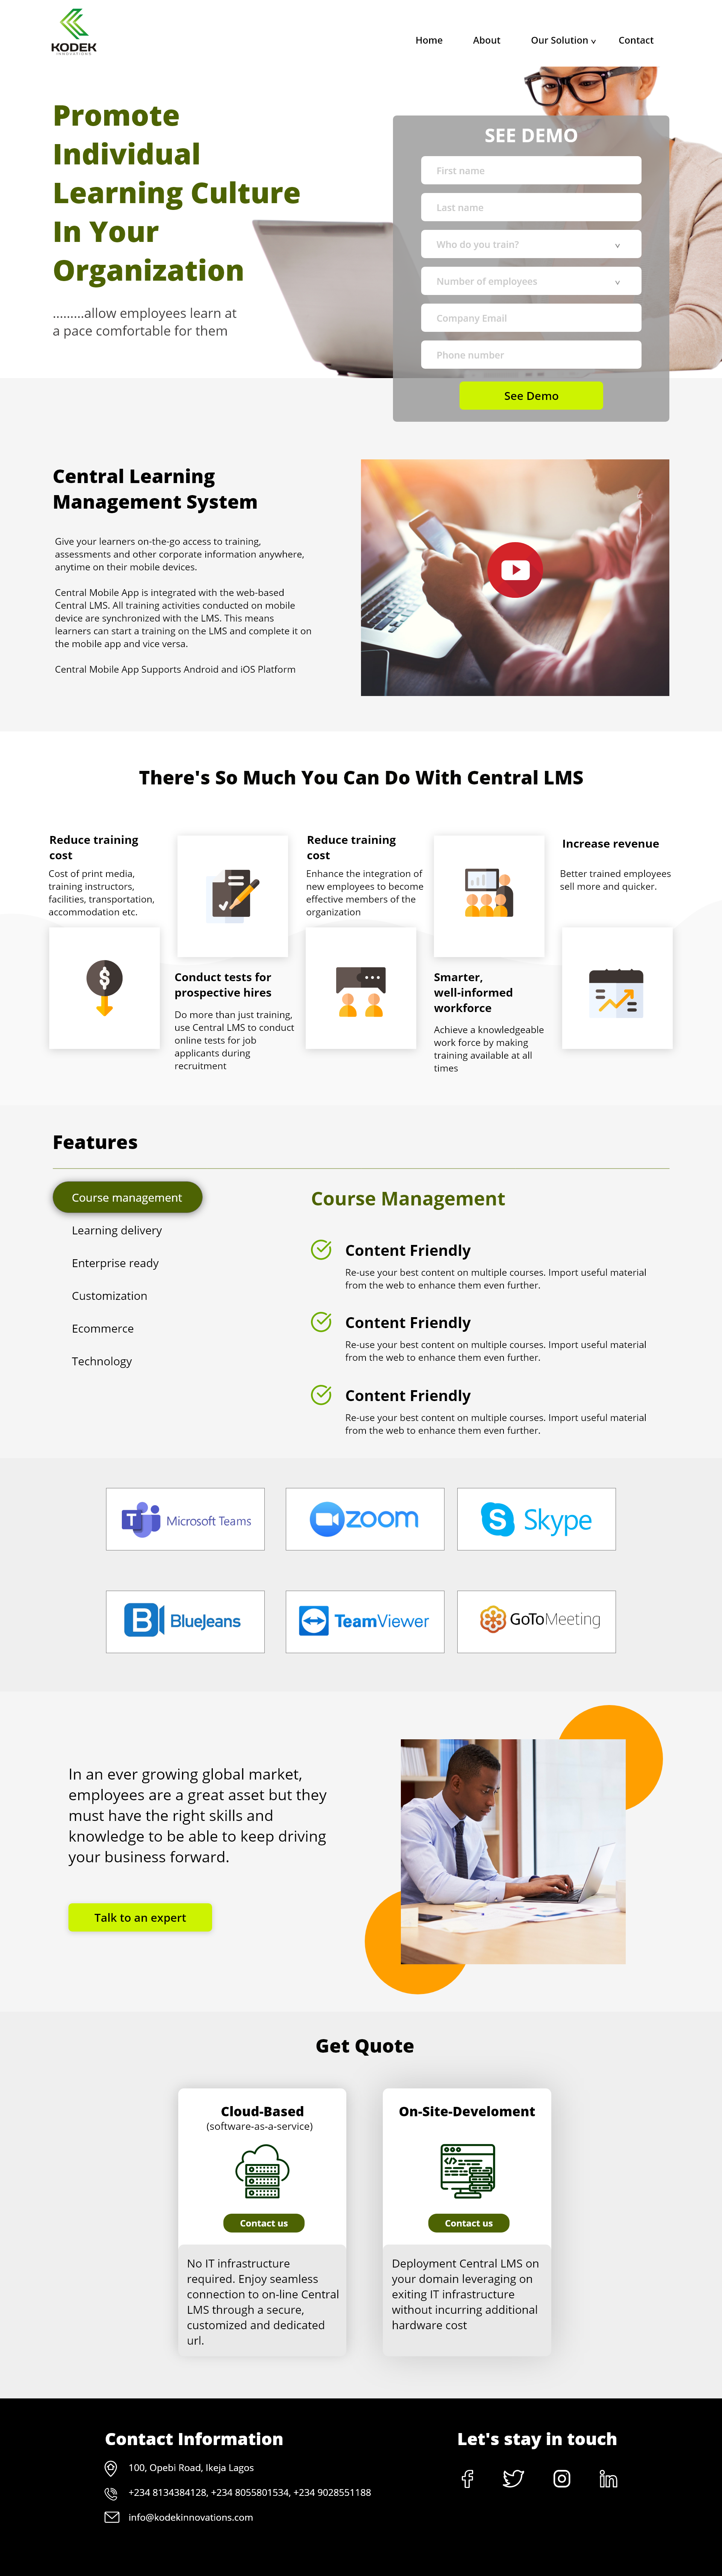 KODEK
INNOVATIONS
Home
About
Our Solution
Contact
Promote
Individual
Learning Culture
In Your
Organization
.........allow employees learn at
a pace comfortable for them
SEE DEMO
First name
Last name
Who do you train?
Number of employees
Company Email
Phone number
See Demo
Central Learning
Management System
Give your learners on-the-go access to training,
assessments and other corporate information anywhere,
anytime on their mobile devices.
Central Mobile App is integrated with the web-based
Central LMS. All training activities conducted on mobile
device are synchronized with the LMS. This means
learners can start a training on the LMS and complete it on
the mobile app and vice versa.
Central Mobile App Supports Android and iOS Platform
There's So Much You Can Do With Central LMS
Reduce training
cost
Cost of print media,
training instructors,
facilities, transportation,
accommodation etc.
Conduct tests for
prospective hires
Do more than just training,
use Central LMS to conduct
online tests for job
applicants during
recruitment
Reduce training
cost
Enhance the integration of
new employees to become
effective members of the
organization
Smarter,
well-informed
workforce
Achieve a knowledgeable
work force by making
training available at all
times
Increase revenue
Better trained employees
sell more and quicker.
Features
Course management
Learning delivery
Enterprise ready
Customization
Ecommerce
Technology
Course Management
Content Friendly
Re-use your best content on multiple courses. Import useful material
from the web to enhance them even further.
Content Friendly
Re-use your best content on multiple courses. Import useful material
from the web to enhance them even further.
Content Friendly
Re-use your best content on multiple courses. Import useful material
from the web to enhance them even further.
T Microsoft Teams
zoom
S Skype
B BlueJeans
TeamViewer
GoToMeeting
In an ever growing global market,
employees are a great asset but they
must have the right skills and
knowledge to be able to keep driving
your business forward.
Talk to an expert
Get Quote
Cloud-Based
(software-as-a-service)
Contact us
No IT infrastructure
required. Enjoy seamless
connection to on-line Central
LMS through a secure,
customized and dedicated
url.
On-Site-Develoment
Contact us
Deployment Central LMS on
your domain leveraging on
exiting IT infrastructure
without incurring additional
hardware cost
Contact Information
100, Opebi Road, Ikeja Lagos
+234 8134384128, +234 8055801534, +234 9028551188
info@kodekinnovations.com
Let's stay in touch